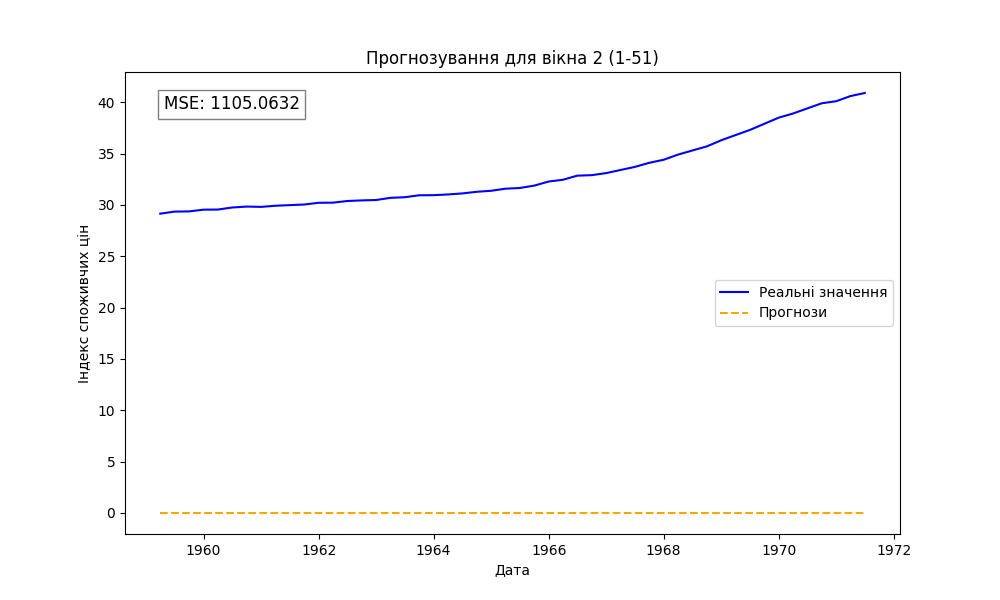 Прогнозування для вікна 2 (1-51)
MSE: 1105.0632
Індекс споживчих цін
40
35
30
25
20
15
10
5
0
Реальні значення
Прогнози
1960 1962 1964 1966 1968 1970 1972
Дата